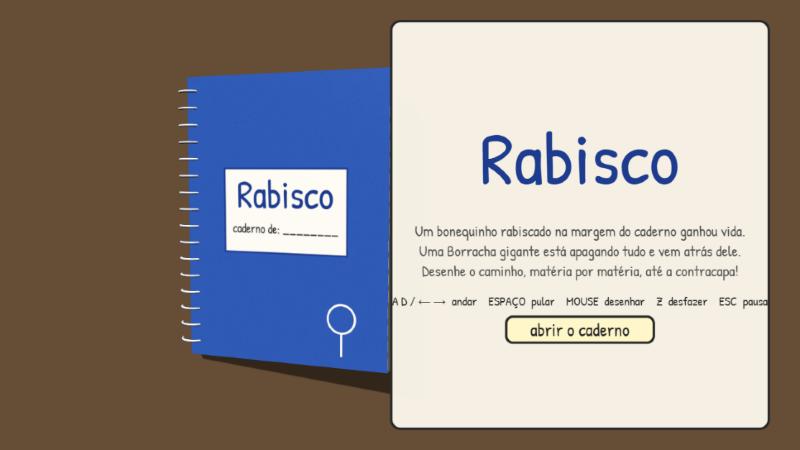 Rabisco
caderno de: ________
Rabisco
Um bonequinho rabiscado na margem do caderno ganhou vida.
Uma Borracha gigante está apagando tudo e vem atrás dele.
Desenhe o caminho, matéria por matéria, até a contracapa!
A D / ← → andar ESPAÇO pular MOUSE desenhar Z desfazer ESC pausa
abrir o caderno